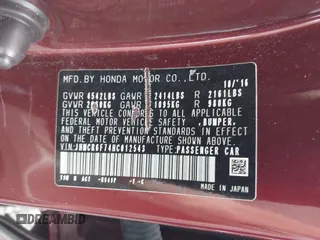 MFD.BY HONDA MOTOR CO.,LTD. 10/'16
GVWR 4542LBS GAWR F 2414LBS R 2161LBS
GVWR GAWR 1095KG R 980KG
THIS VEHICLE CONFORMS TO ALL APPLICABLE
FEDERAL MOTOR VEHICLE SAFETY, BUMPER,
AND THEFT PREVENTION STANDARDS IN EFFECT ON THE
DATE OF MANUFACTURE SHOWN ABOVE.
VIN: TYPE:PASSENGER CAR
MADE IN JAPAN
© DREAMBID